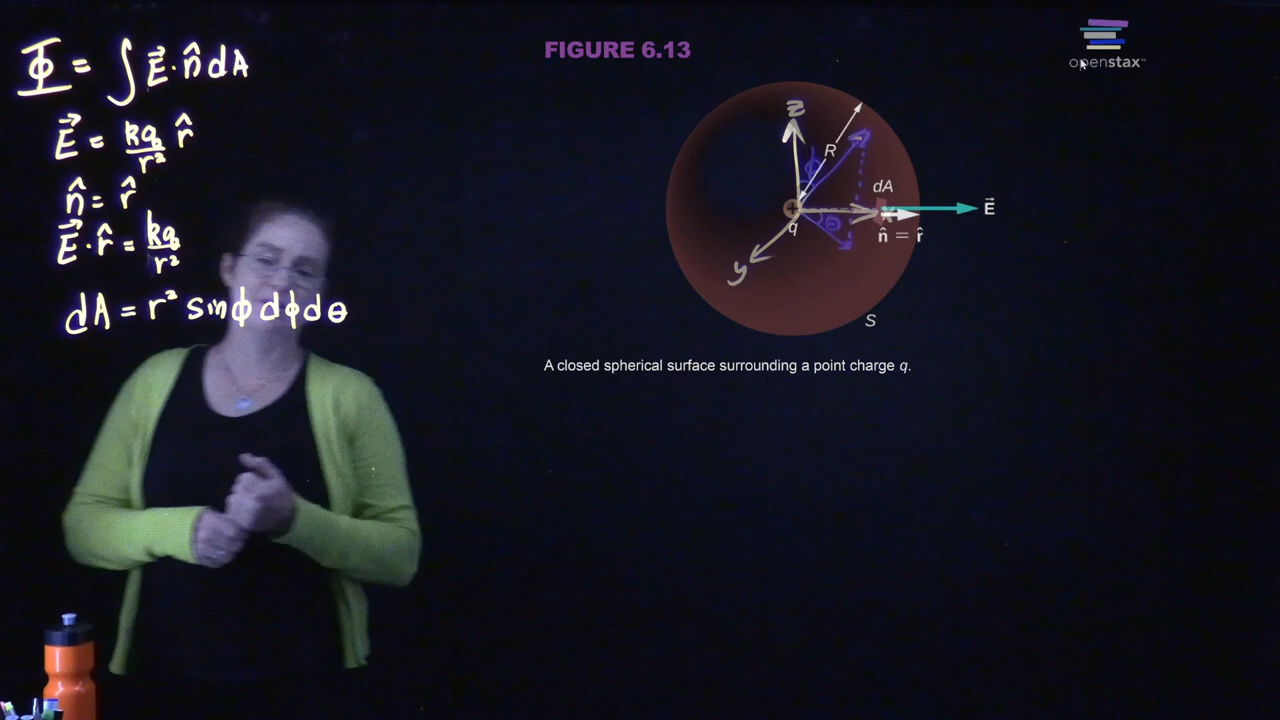 Φ = ∫ E⃗ · n̂ dA
E⃗ = kq/r² r̂
n̂ = r̂
E⃗ · r̂ = kq/r²
dA = r² sinϕ dϕ dθ
FIGURE 6.13
openstax™
z
R
ϕ
dA
E⃗
q
θ
n̂ = r̂
y
S
A closed spherical surface surrounding a point charge q.